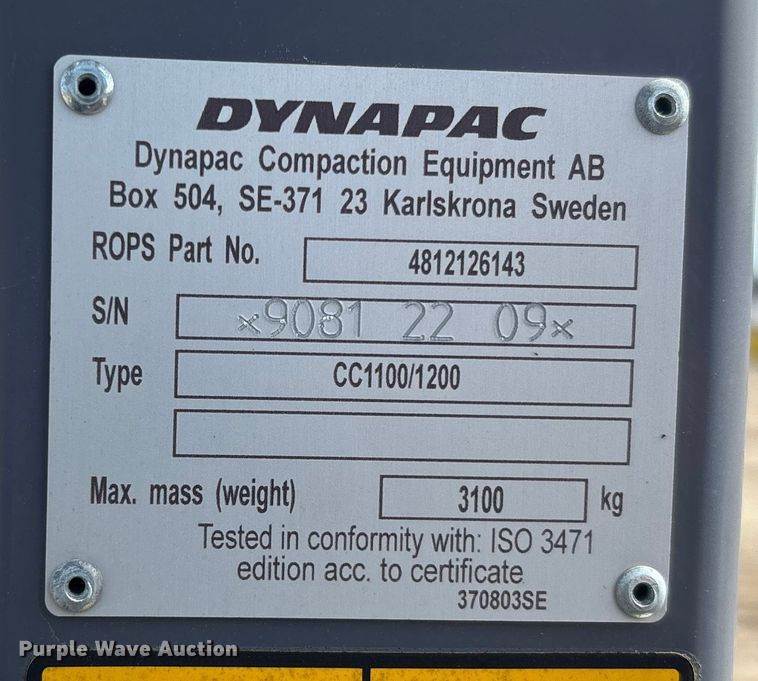 DYNAPAC
Dynapac Compaction Equipment AB
Box 504, SE-371 23 Karlskrona Sweden
ROPS Part No. 4812126143
S/N ×9081 22 09×
Type CC1100/1200
Max. mass (weight) 3100 kg
Tested in conformity with: ISO 3471
edition acc. to certificate
370803SE
Purple Wave Auction